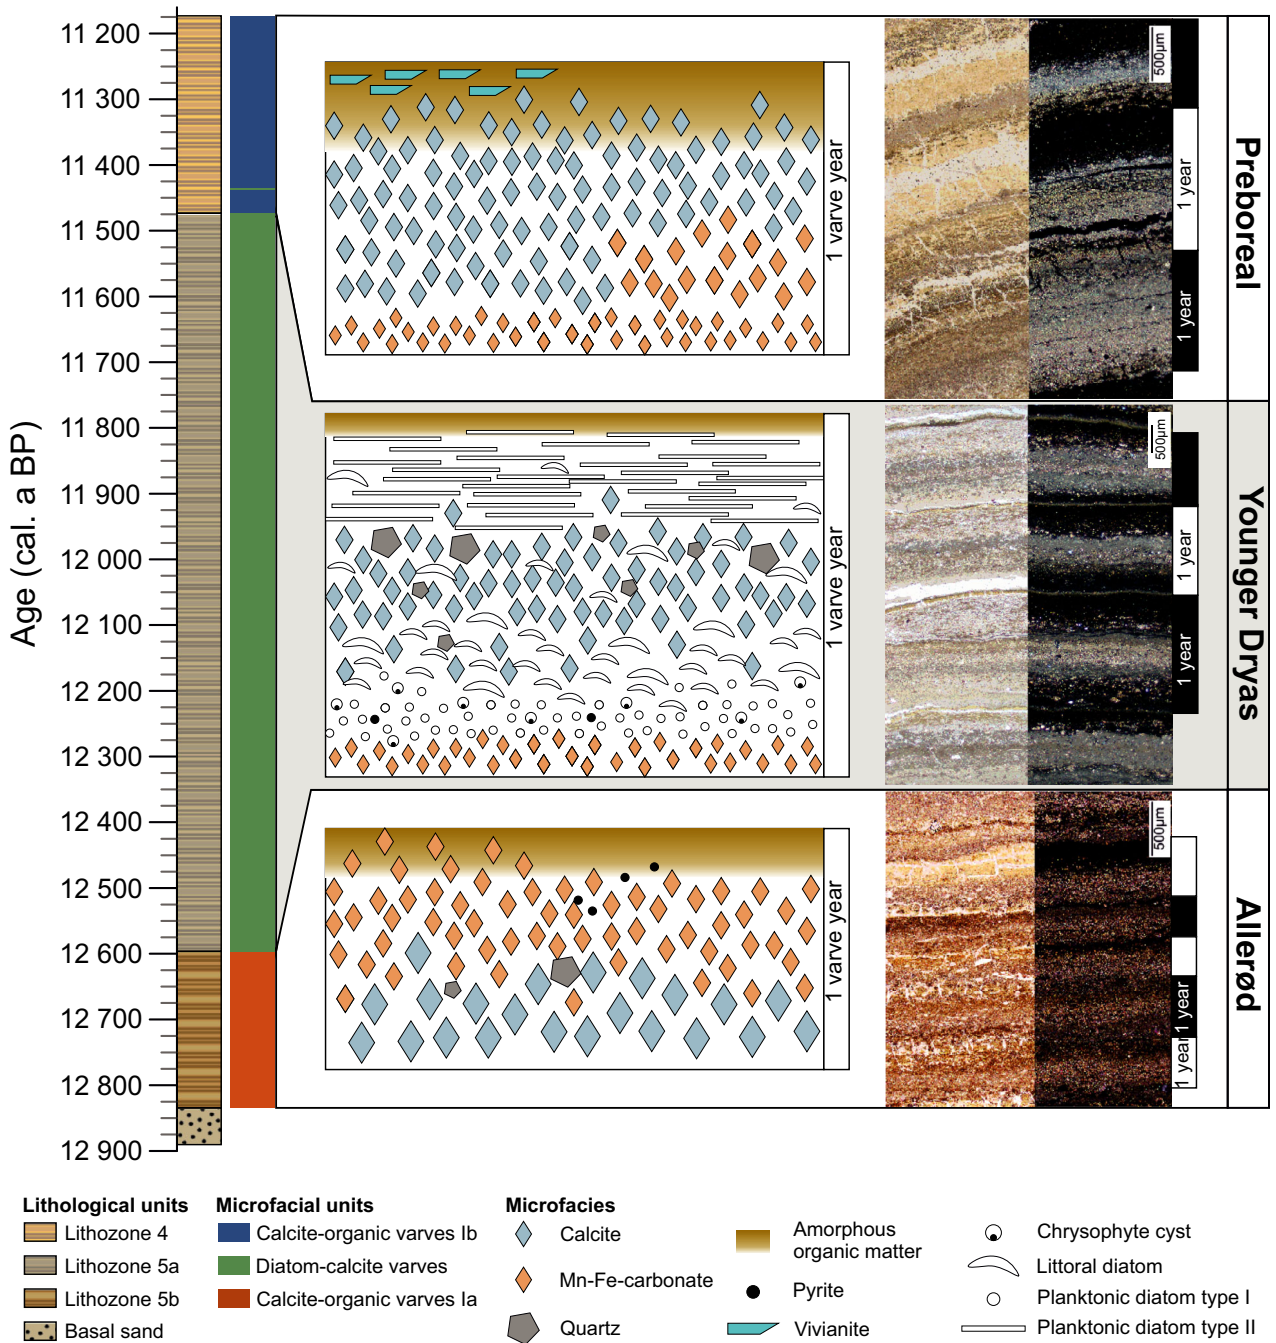 Age (cal. a BP)
11 200
11 300
11 400
11 500
11 600
11 700
11 800
11 900
12 000
12 100
12 200
12 300
12 400
12 500
12 600
12 700
12 800
12 900
1 varve year
500µm
1 year
1 year
Preboreal
1 varve year
500µm
1 year
1 year
Younger Dryas
1 varve year
500µm
1 year
1 year
Allerød
Lithological units
Lithozone 4
Lithozone 5a
Lithozone 5b
Basal sand
Microfacial units
Calcite-organic varves Ib
Diatom-calcite varves
Calcite-organic varves Ia
Microfacies
Calcite
Mn-Fe-carbonate
Quartz
Amorphous
organic matter
Pyrite
Vivianite
Chrysophyte cyst
Littoral diatom
Planktonic diatom type I
Planktonic diatom type II